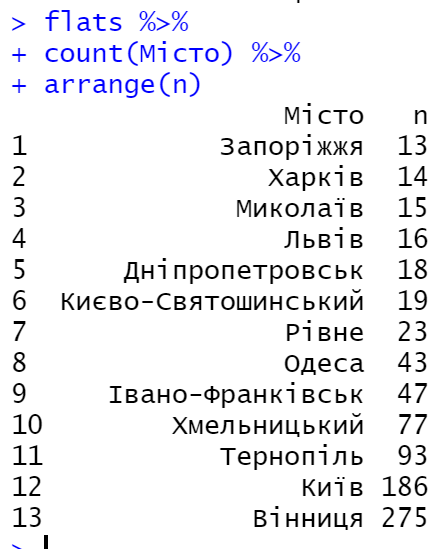 > flats %>%
+ count(Місто) %>%
+ arrange(n)
Місто n
1 Запоріжжя 13
2 Харків 14
3 Миколаїв 15
4 Львів 16
5 Дніпропетровськ 18
6 Києво-Святошинський 19
7 Рівне 23
8 Одеса 43
9 Івано-Франківськ 47
10 Хмельницький 77
11 Тернопіль 93
12 Київ 186
13 Вінниця 275
>